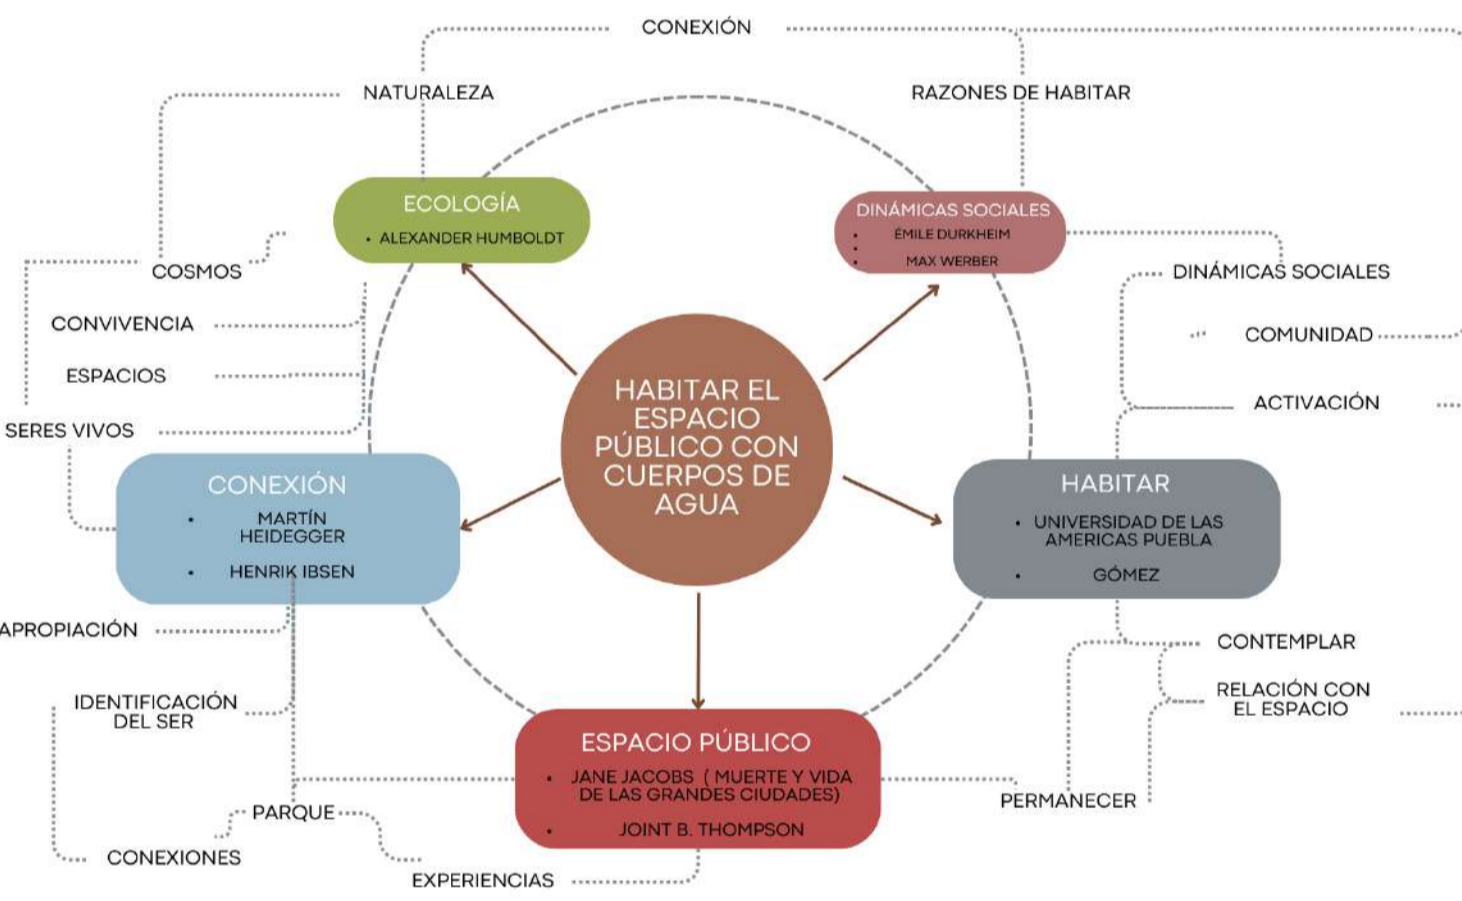 CONEXIÓN
NATURALEZA
RAZONES DE HABITAR
ECOLOGÍA
• ALEXANDER HUMBOLDT
DINÁMICAS SOCIALES
• ÉMILE DURKHEIM
•
• MAX WERBER
COSMOS
DINÁMICAS SOCIALES
CONVIVENCIA
COMUNIDAD
ESPACIOS
ACTIVACIÓN
SERES VIVOS
HABITAR EL
ESPACIO
PÚBLICO CON
CUERPOS DE
AGUA
CONEXIÓN
• MARTÍN
HEIDEGGER
• HENRIK IBSEN
HABITAR
• UNIVERSIDAD DE LAS
AMERICAS PUEBLA
• GÓMEZ
APROPIACIÓN
CONTEMPLAR
IDENTIFICACIÓN
DEL SER
RELACIÓN CON
EL ESPACIO
ESPACIO PÚBLICO
• JANE JACOBS ( MUERTE Y VIDA
DE LAS GRANDES CIUDADES)
• JOINT B. THOMPSON
PERMANECER
PARQUE
CONEXIONES
EXPERIENCIAS